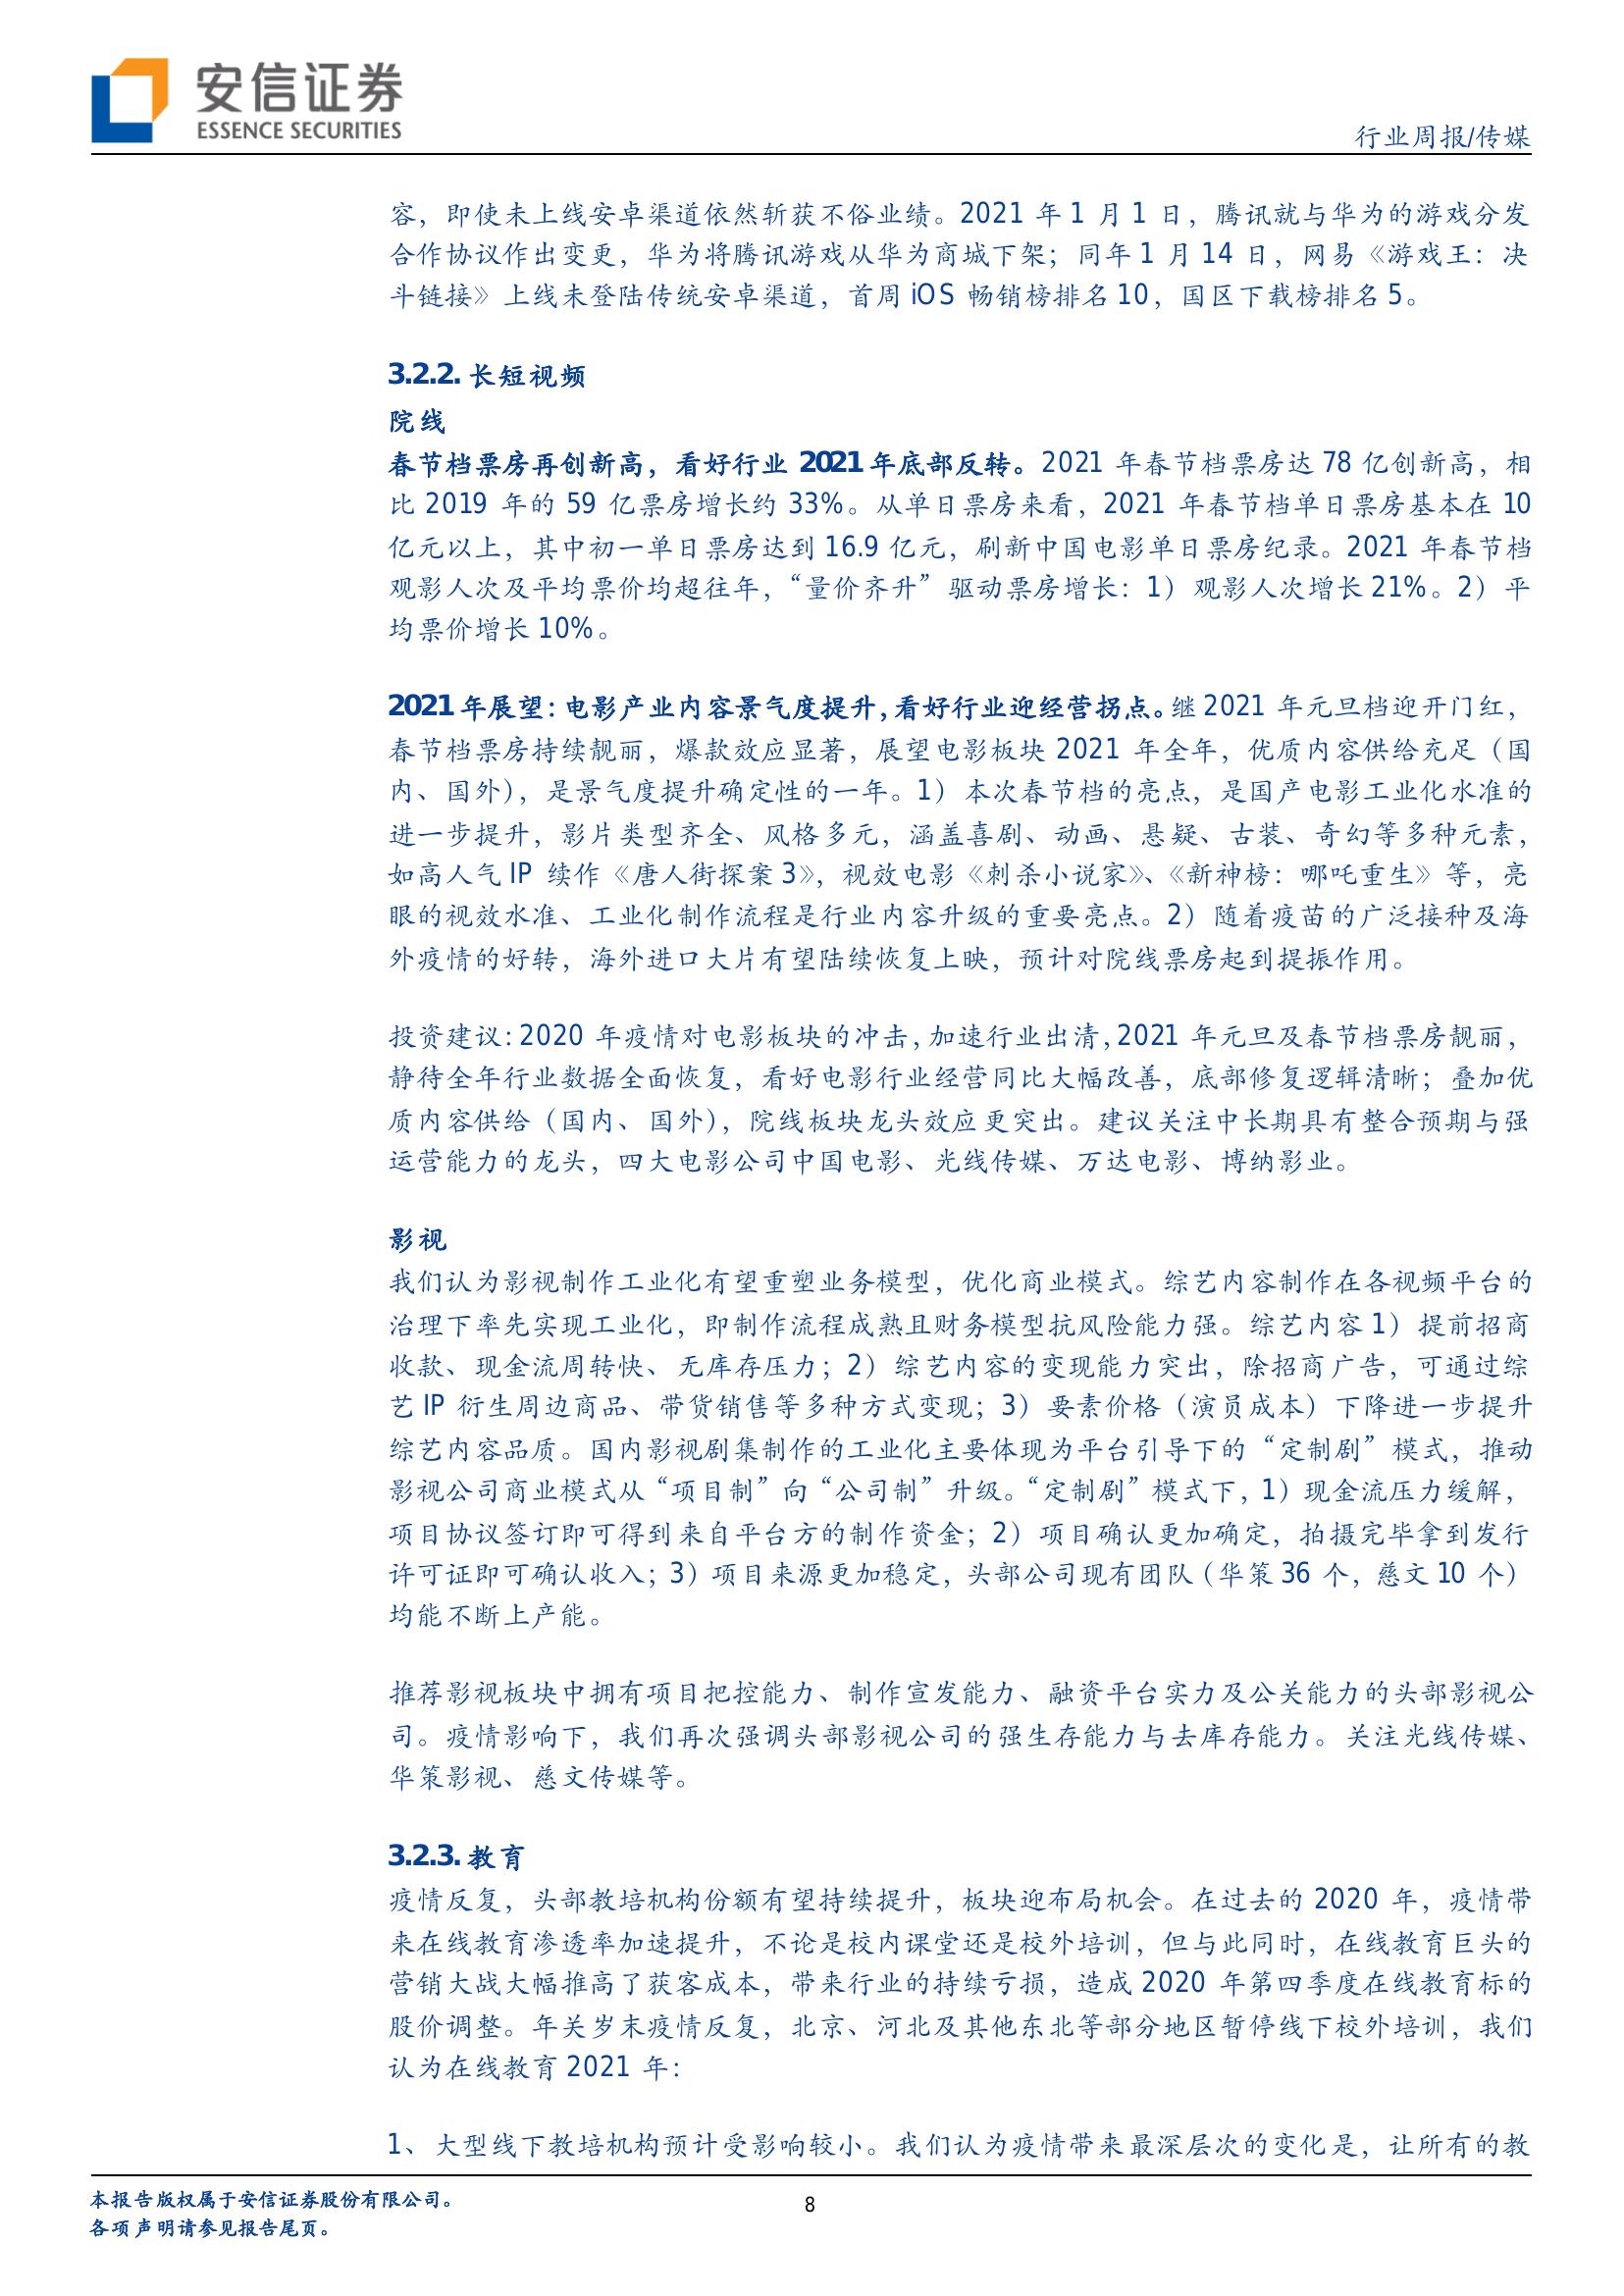 安信证券
ESSENCE SECURITIES
行业周报/传媒
容，即使未上线安卓渠道依然斩获不俗业绩。2021 年 1 月 1 日，腾讯就与华为的游戏分发
合作协议作出变更，华为将腾讯游戏从华为商城下架；同年 1 月 14 日，网易《游戏王：决
斗链接》上线未登陆传统安卓渠道，首周 iOS 畅销榜排名 10，国区下载榜排名 5。
3.2.2. 长短视频
院线
春节档票房再创新高，看好行业 2021 年底部反转。2021 年春节档票房达 78 亿创新高，相
比 2019 年的 59 亿票房增长约 33%。从单日票房来看，2021 年春节档单日票房基本在 10
亿元以上，其中初一单日票房达到 16.9 亿元，刷新中国电影单日票房纪录。2021 年春节档
观影人次及平均票价均超往年，“量价齐升”驱动票房增长：1）观影人次增长 21%。2）平
均票价增长 10%。
2021 年展望：电影产业内容景气度提升，看好行业迎经营拐点。继 2021 年元旦档迎开门红，
春节档票房持续靓丽，爆款效应显著，展望电影板块 2021 年全年，优质内容供给充足（国
内、国外），是景气度提升确定性的一年。1）本次春节档的亮点，是国产电影工业化水准的
进一步提升，影片类型齐全、风格多元，涵盖喜剧、动画、悬疑、古装、奇幻等多种元素，
如高人气 IP 续作《唐人街探案 3》，视效电影《刺杀小说家》、《新神榜：哪吒重生》等，亮
眼的视效水准、工业化制作流程是行业内容升级的重要亮点。2）随着疫苗的广泛接种及海
外疫情的好转，海外进口大片有望陆续恢复上映，预计对院线票房起到提振作用。
投资建议：2020 年疫情对电影板块的冲击，加速行业出清，2021 年元旦及春节档票房靓丽，
静待全年行业数据全面恢复，看好电影行业经营同比大幅改善，底部修复逻辑清晰；叠加优
质内容供给（国内、国外），院线板块龙头效应更突出。建议关注中长期具有整合预期与强
运营能力的龙头，四大电影公司中国电影、光线传媒、万达电影、博纳影业。
影视
我们认为影视制作工业化有望重塑业务模型，优化商业模式。综艺内容制作在各视频平台的
治理下率先实现工业化，即制作流程成熟且财务模型抗风险能力强。综艺内容 1）提前招商
收款、现金流周转快、无库存压力；2）综艺内容的变现能力突出，除招商广告，可通过综
艺 IP 衍生周边商品、带货销售等多种方式变现；3）要素价格（演员成本）下降进一步提升
综艺内容品质。国内影视剧集制作的工业化主要体现为平台引导下的“定制剧”模式，推动
影视公司商业模式从“项目制”向“公司制”升级。“定制剧”模式下，1）现金流压力缓解，
项目协议签订即可得到来自平台方的制作资金；2）项目确认更加确定，拍摄完毕拿到发行
许可证即可确认收入；3）项目来源更加稳定，头部公司现有团队（华策 36 个，慈文 10 个）
均能不断上产能。
推荐影视板块中拥有项目把控能力、制作宣发能力、融资平台实力及公关能力的头部影视公
司。疫情影响下，我们再次强调头部影视公司的强生存能力与去库存能力。关注光线传媒、
华策影视、慈文传媒等。
3.2.3. 教育
疫情反复，头部教培机构份额有望持续提升，板块迎布局机会。在过去的 2020 年，疫情带
来在线教育渗透率加速提升，不论是校内课堂还是校外培训，但与此同时，在线教育巨头的
营销大战大幅推高了获客成本，带来行业的持续亏损，造成 2020 年第四季度在线教育标的
股价调整。年关岁末疫情反复，北京、河北及其他东北等部分地区暂停线下校外培训，我们
认为在线教育 2021 年：
1、大型线下教培机构预计受影响较小。我们认为疫情带来最深层次的变化是，让所有的教
本报告版权属于安信证券股份有限公司。
各项声明请参见报告尾页。
8